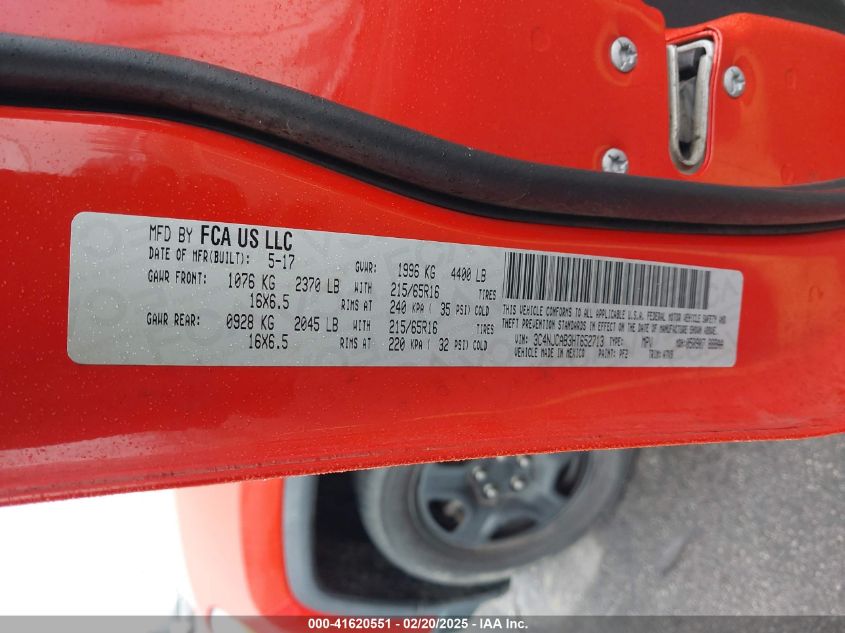 MFD BY FCA US LLC
DATE OF MFR(BUILT): 5-17 GVWR: 1996 KG 4400 LB
GAWR FRONT: 1076 KG 2370 LB WITH 215/65R16 TIRES
16X6.5 RIMS AT 240 KPA ( 35 PSI) COLD
GAWR REAR: 0928 KG 2045 LB WITH 215/65R16 TIRES
16X6.5 RIMS AT 220 KPA ( 32 PSI) COLD
THIS VEHICLE CONFORMS TO ALL APPLICABLE U.S.A. FEDERAL MOTOR VEHICLE SAFETY AND
THEFT PREVENTION STANDARDS IN EFFECT ON THE DATE OF MANUFACTURE SHOWN ABOVE.
VIN: 3C4NJCAB3HT652713 TYPE: MPV MDH:
VEHICLE MADE IN MEXICO PAINT: PF2 TRIM:
000-41620551 - 02/20/2025 - IAA Inc.